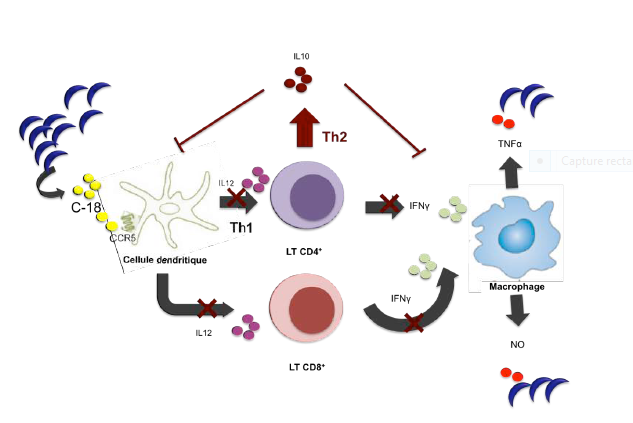 IL10
Th2
TNFα
Capture recta
C-18
CCR5
IL12
Th1
IFNγ
Cellule dendritique
LT CD4⁺
Macrophage
IL12
IFNγ
NO
LT CD8⁺